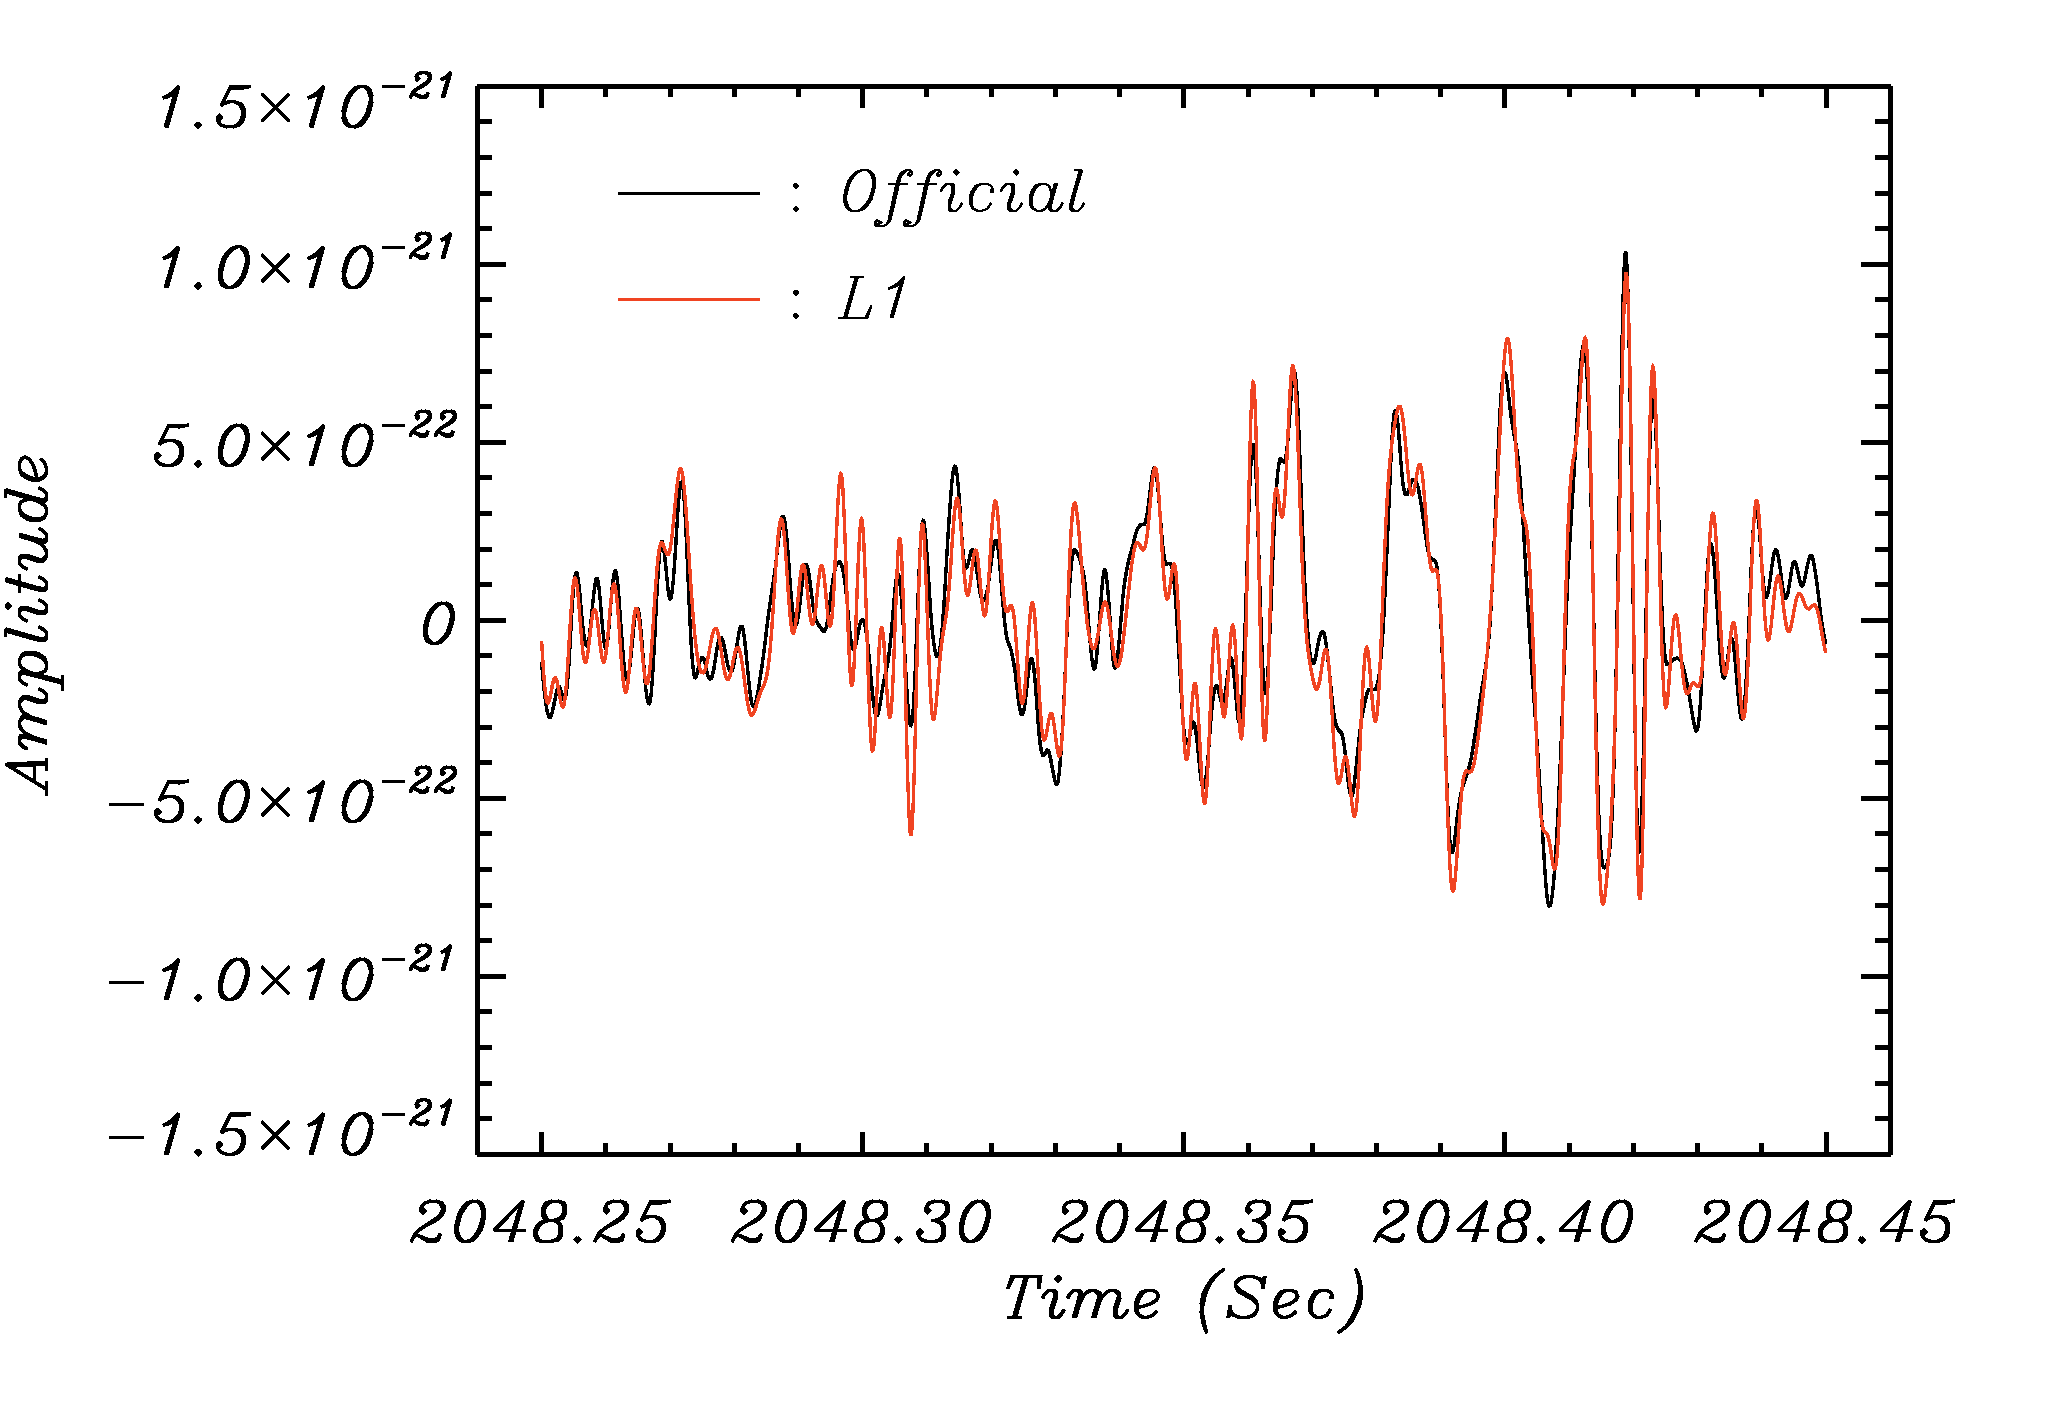 1.5×10⁻²¹
: Official
1.0×10⁻²¹
: L1
5.0×10⁻²²
0
Amplitude
−5.0×10⁻²²
−1.0×10⁻²¹
−1.5×10⁻²¹
2048.25 2048.30 2048.35 2048.40 2048.45
Time (Sec)